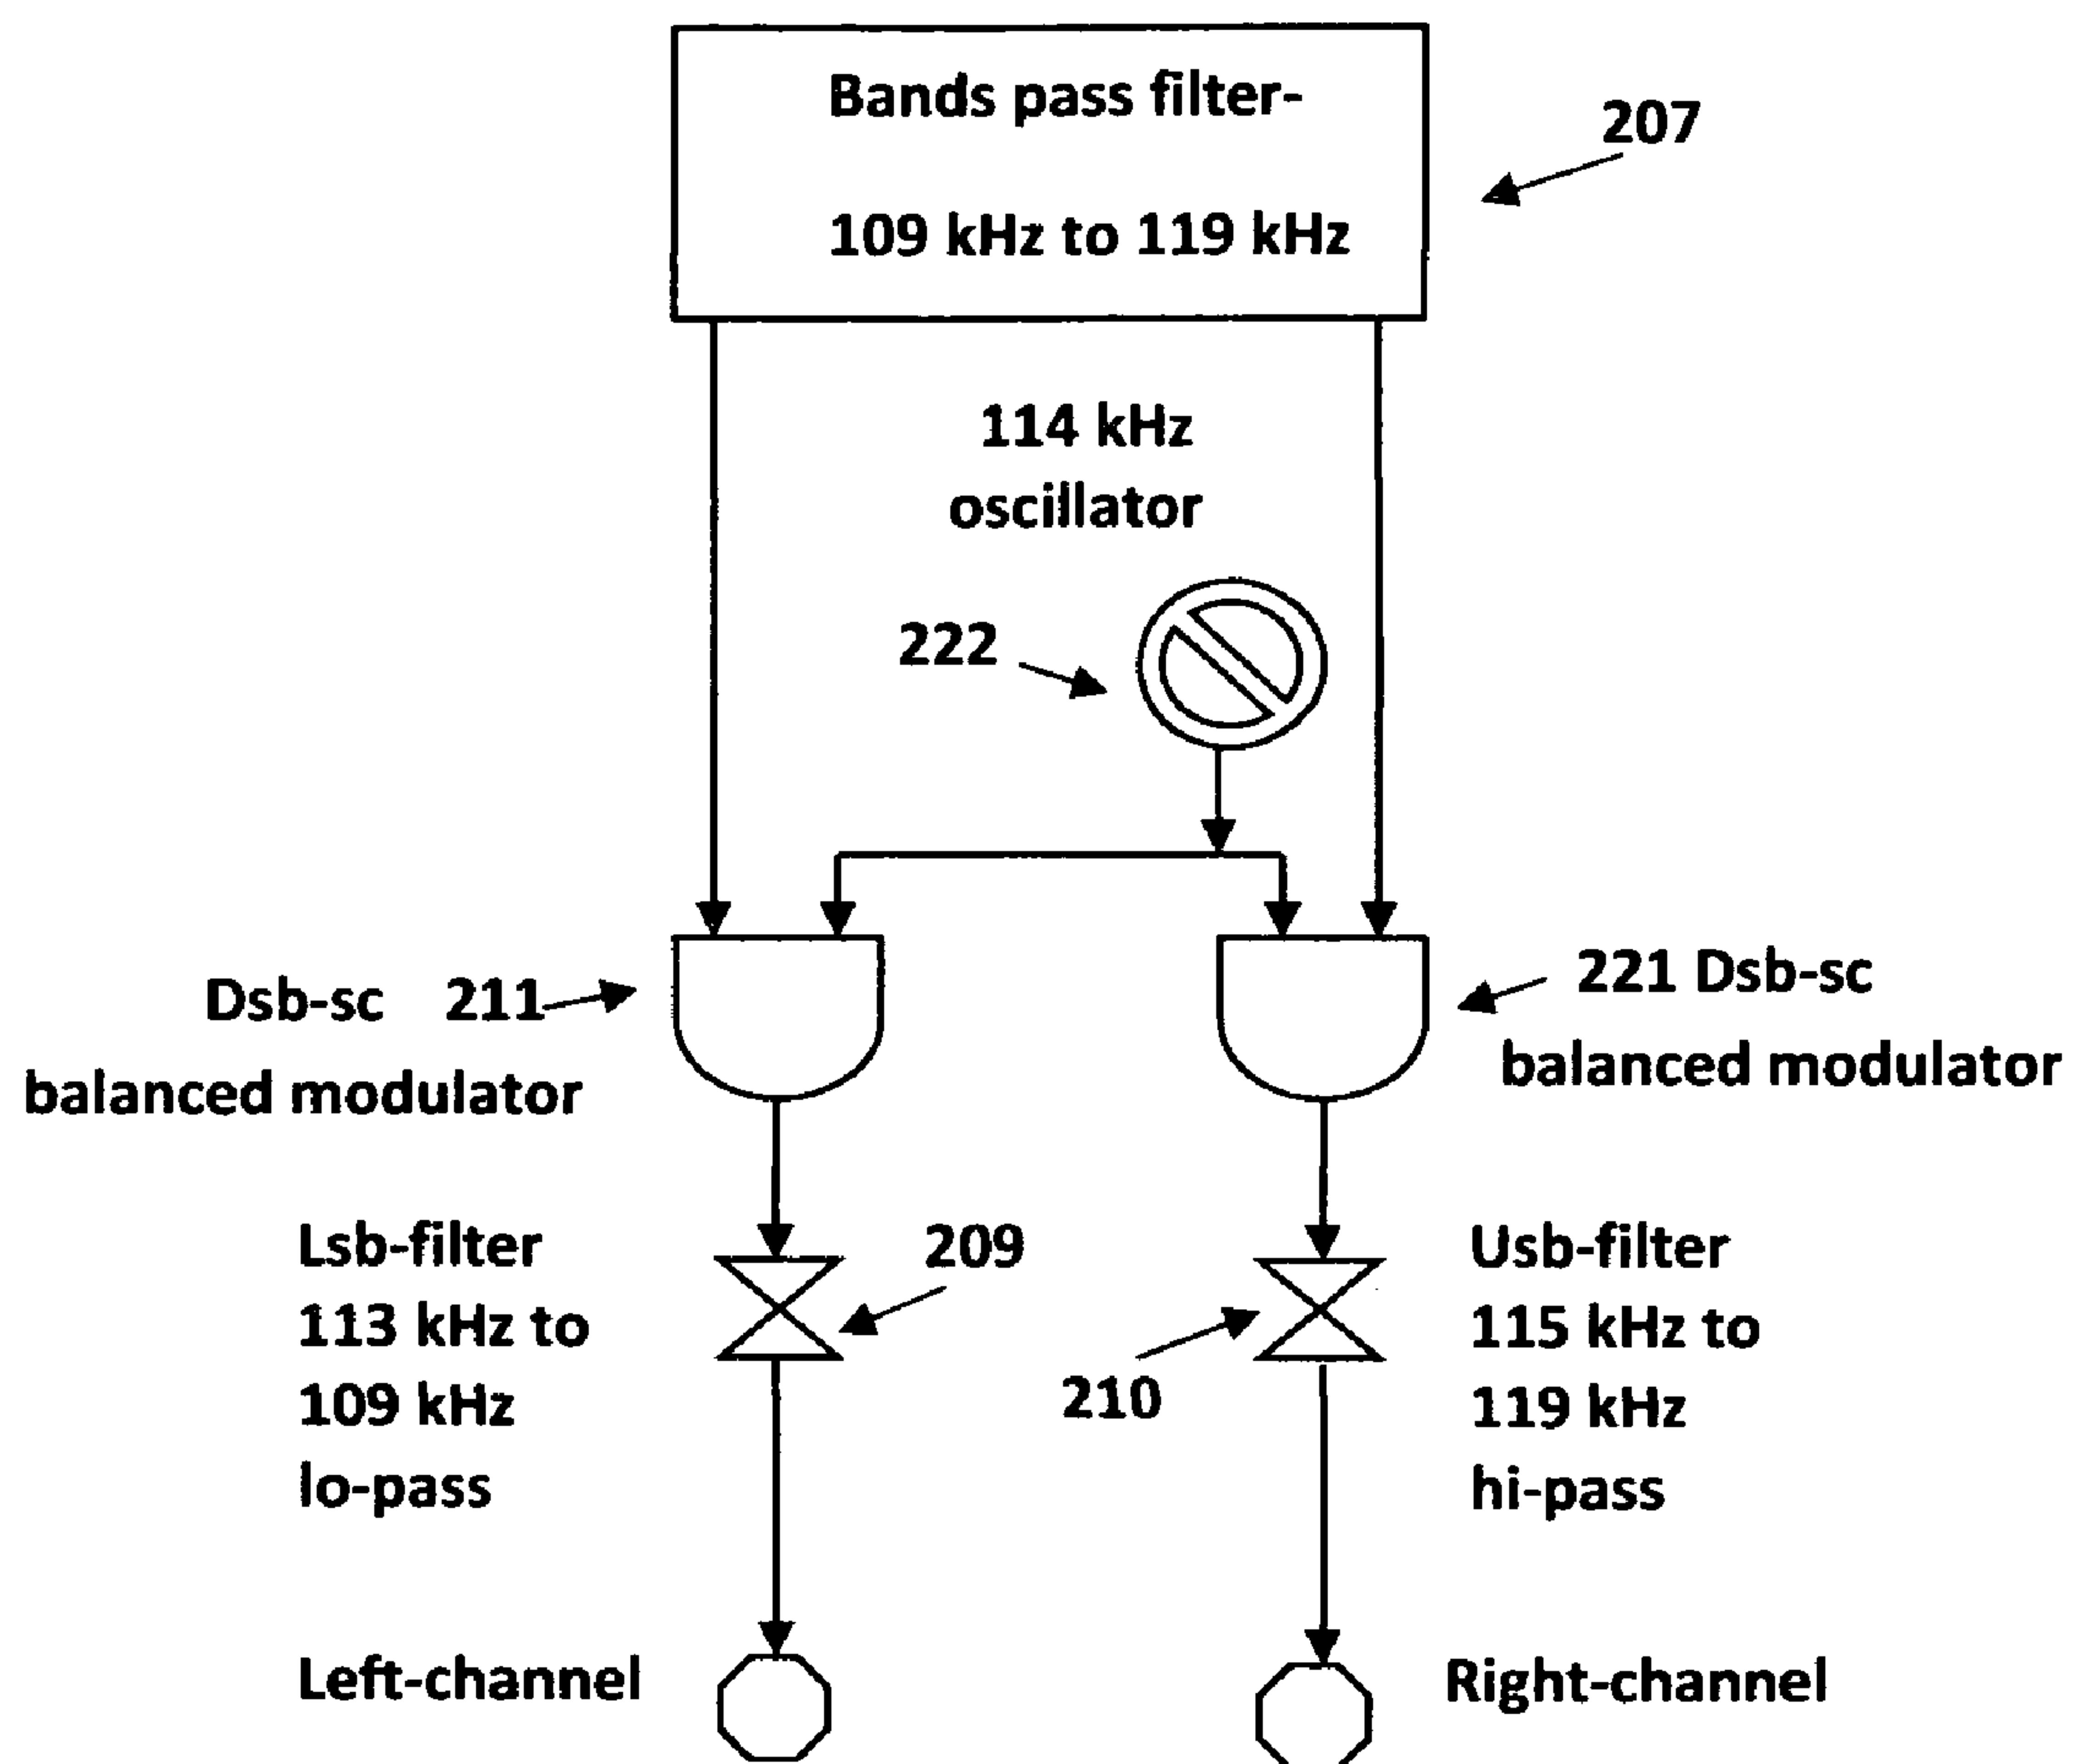 Bands pass filter-
109 kHz to 119 kHz
207
114 kHz
oscillator
222
Dsb-sc 211
balanced modulator
221 Dsb-sc
balanced modulator
Lsb-filter
113 kHz to
109 kHz
lo-pass
209
210
Usb-filter
115 kHz to
119 kHz
hi-pass
Left-channel
Right-channel